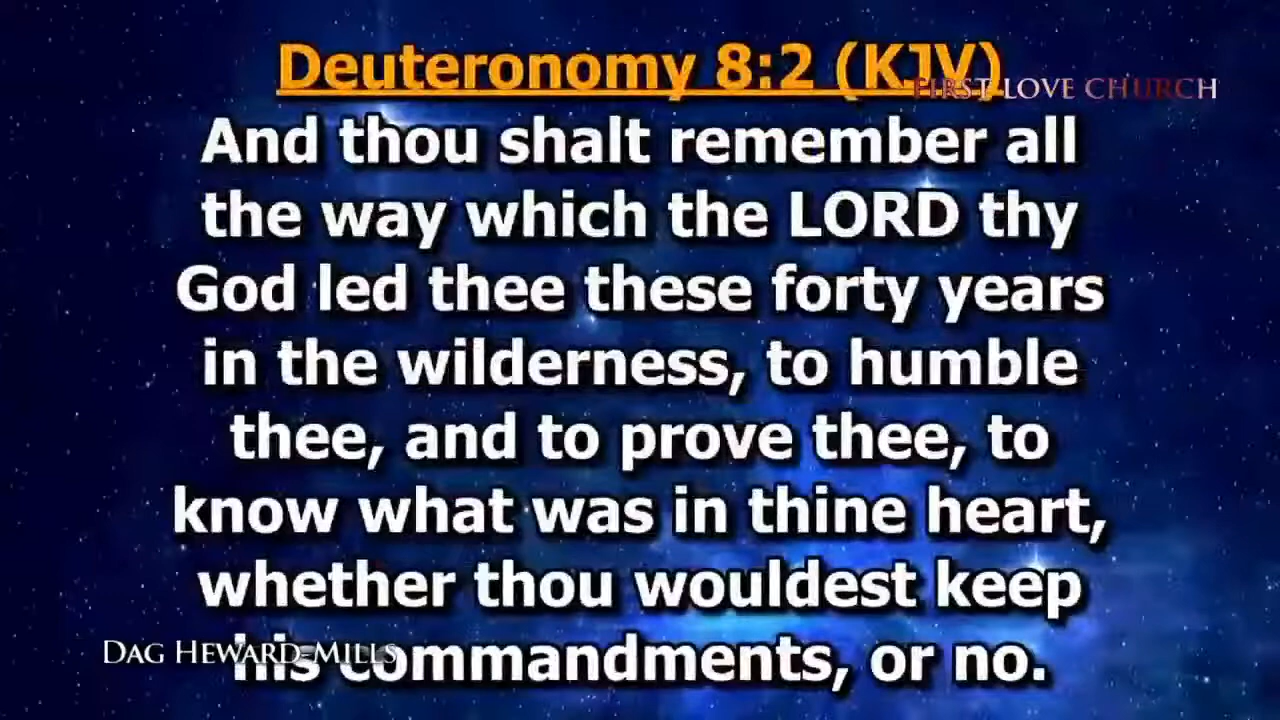 Deuteronomy 8:2 (KJV)
FIRST LOVE CHURCH
And thou shalt remember all
the way which the LORD thy
God led thee these forty years
in the wilderness, to humble
thee, and to prove thee, to
know what was in thine heart,
whether thou wouldest keep
his commandments, or no.
DAG HEWARD-MILLS